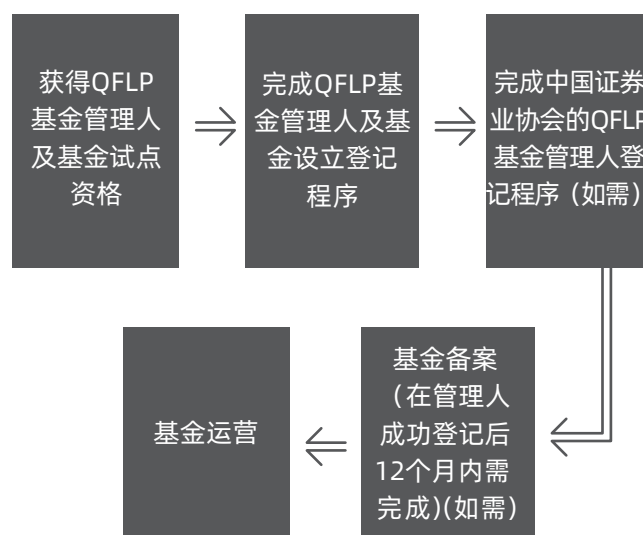 获得QFLP
基金管理人
及基金试点
资格
完成QFLP基
金管理人及基
金设立登记
程序
完成中国证券
业协会的QFLP
基金管理人登
记程序（如需）
基金备案
（在管理人
成功登记后
12个月内需
完成)(如需)
基金运营